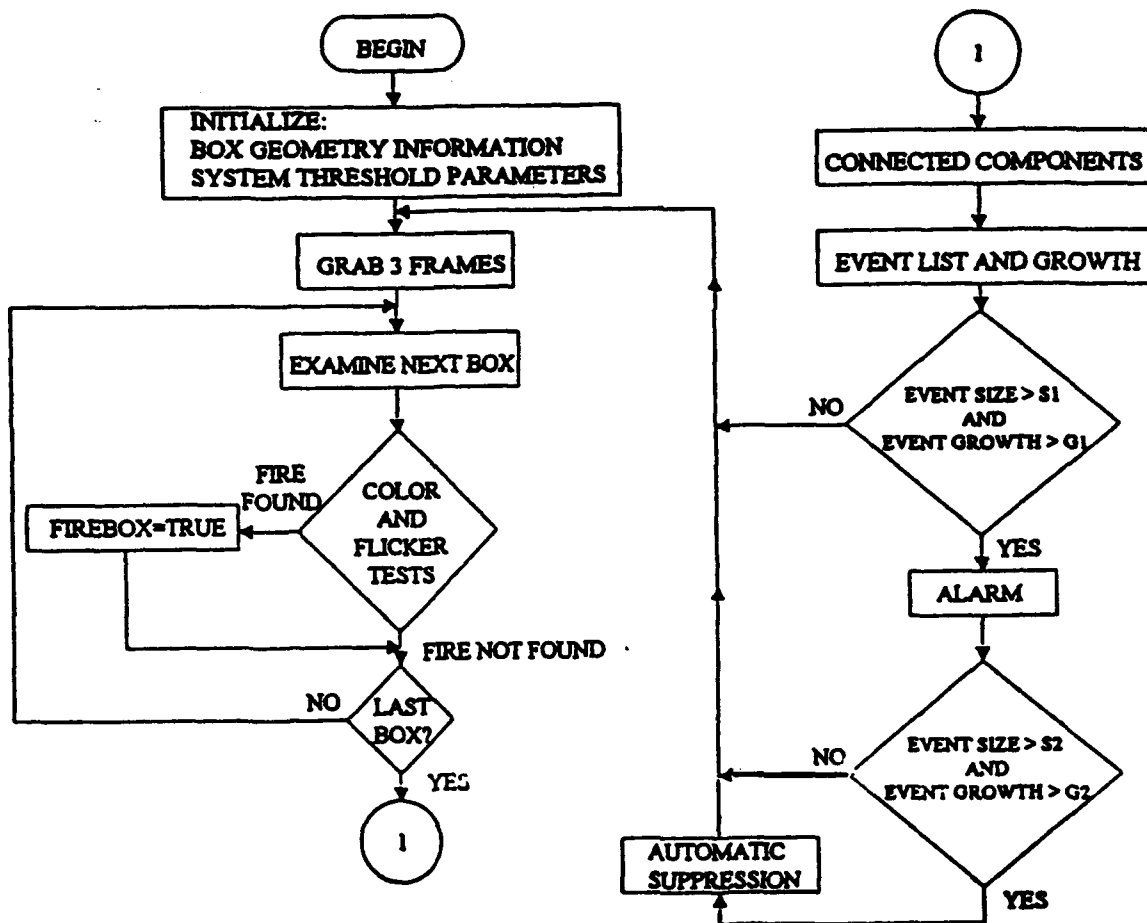 BEGIN
INITIALIZE:
BOX GEOMETRY INFORMATION
SYSTEM THRESHOLD PARAMETERS
GRAB 3 FRAMES
EXAMINE NEXT BOX
FIRE
FOUND
COLOR
AND
FLICKER
TESTS
FIREBOX=TRUE
FIRE NOT FOUND
NO
LAST
BOX?
YES
1
1
CONNECTED COMPONENTS
EVENT LIST AND GROWTH
EVENT SIZE > S1
AND
EVENT GROWTH > G1
NO
YES
ALARM
EVENT SIZE > S2
AND
EVENT GROWTH > G2
NO
YES
AUTOMATIC
SUPPRESSION